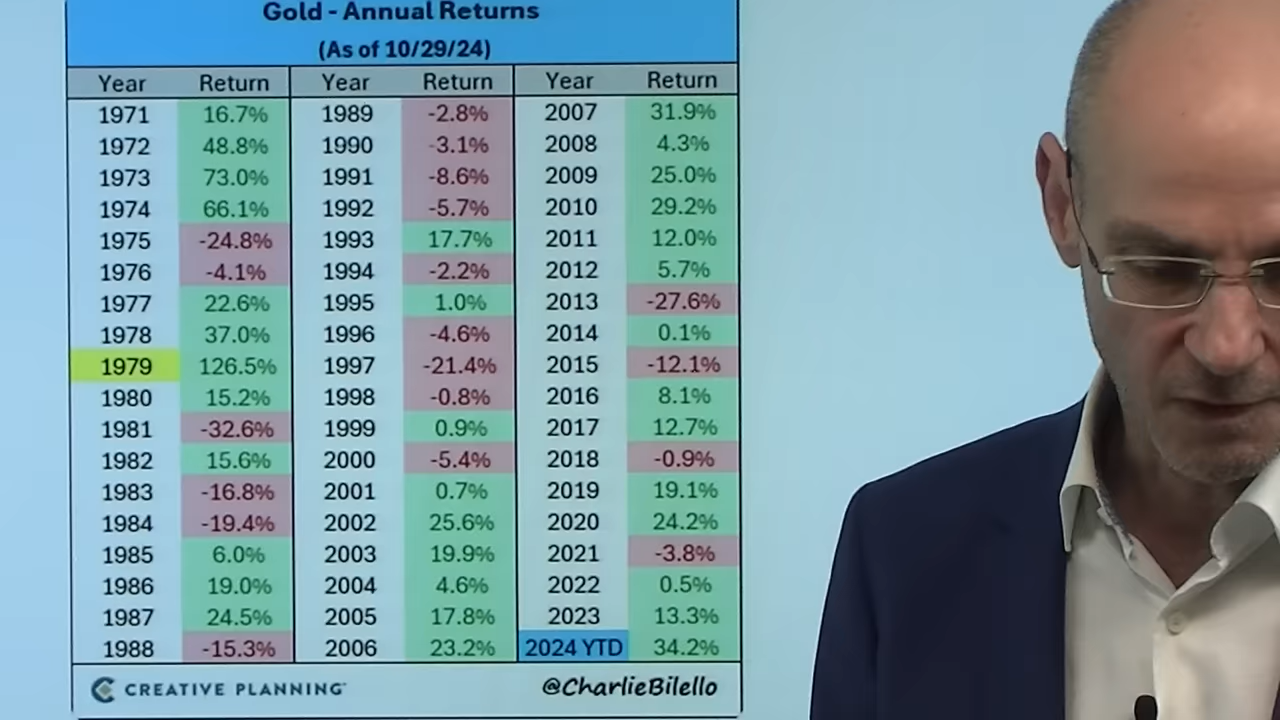 Gold - Annual Returns
(As of 10/29/24)
Year Return Year Return Year Return
1971 16.7% 1989 -2.8% 2007 31.9%
1972 48.8% 1990 -3.1% 2008 4.3%
1973 73.0% 1991 -8.6% 2009 25.0%
1974 66.1% 1992 -5.7% 2010 29.2%
1975 -24.8% 1993 17.7% 2011 12.0%
1976 -4.1% 1994 -2.2% 2012 5.7%
1977 22.6% 1995 1.0% 2013 -27.6%
1978 37.0% 1996 -4.6% 2014 0.1%
1979 126.5% 1997 -21.4% 2015 -12.1%
1980 15.2% 1998 -0.8% 2016 8.1%
1981 -32.6% 1999 0.9% 2017 12.7%
1982 15.6% 2000 -5.4% 2018 -0.9%
1983 -16.8% 2001 0.7% 2019 19.1%
1984 -19.4% 2002 25.6% 2020 24.2%
1985 6.0% 2003 19.9% 2021 -3.8%
1986 19.0% 2004 4.6% 2022 0.5%
1987 24.5% 2005 17.8% 2023 13.3%
1988 -15.3% 2006 23.2% 2024 YTD 34.2%
CREATIVE PLANNING @CharlieBilello